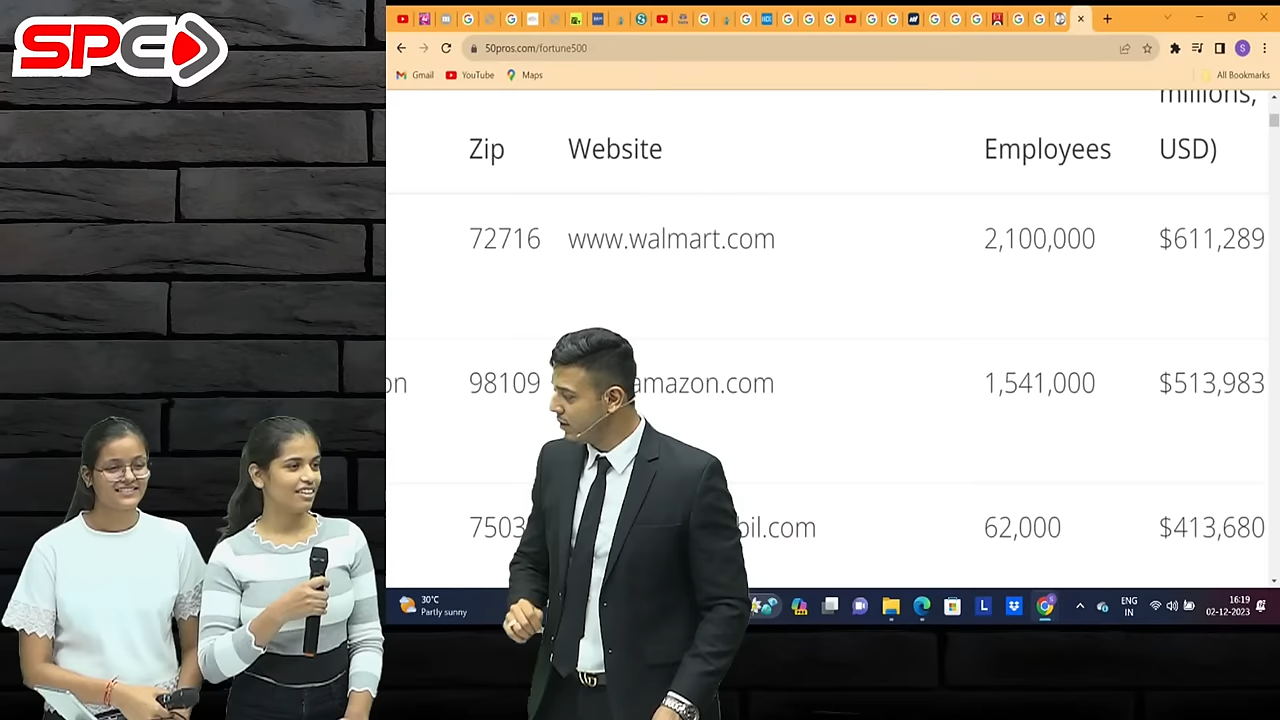 SPC
50pros.com/fortune500
Gmail YouTube Maps All Bookmarks
millions,
Zip Website Employees USD)
72716 www.walmart.com 2,100,000 $611,289
on 98109 amazon.com 1,541,000 $513,983
7503 bil.com 62,000 $413,680
30°C
Partly sunny
ENG
IN
16:19
02-12-2023